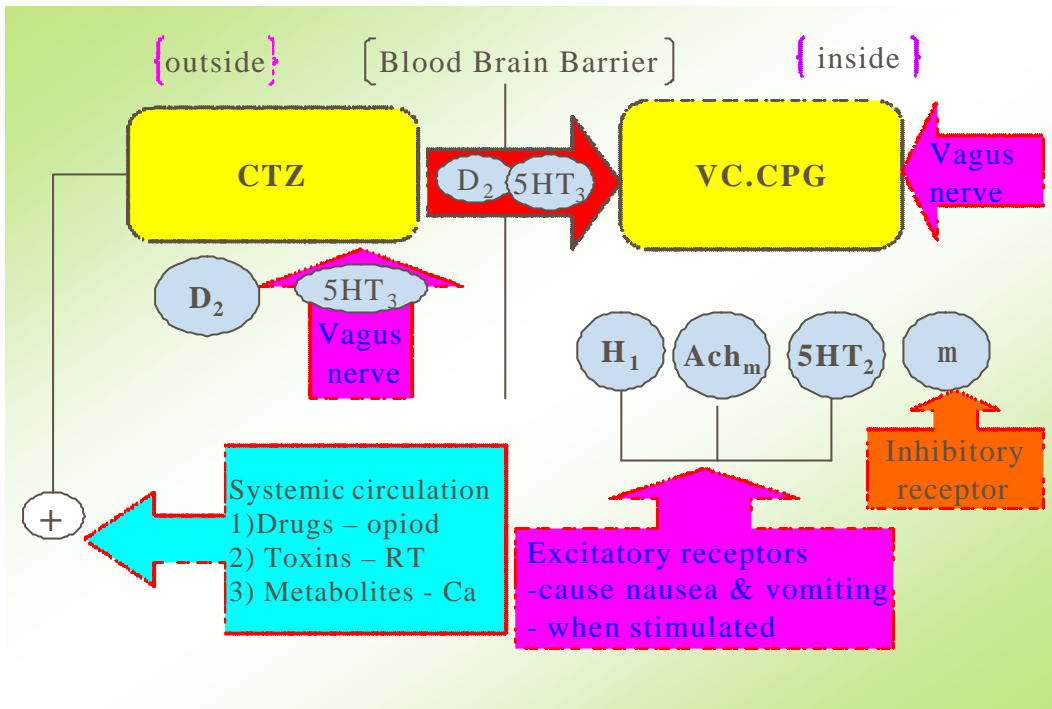 {outside}
[Blood Brain Barrier]
{inside}
CTZ
D2 5HT3
VC.CPG
Vagus
nerve
D2
5HT3
Vagus
nerve
H1
Achm
5HT2
m
Inhibitory
receptor
+
Systemic circulation
1)Drugs – opiod
2) Toxins – RT
3) Metabolites - Ca
Excitatory receptors
-cause nausea & vomiting
- when stimulated